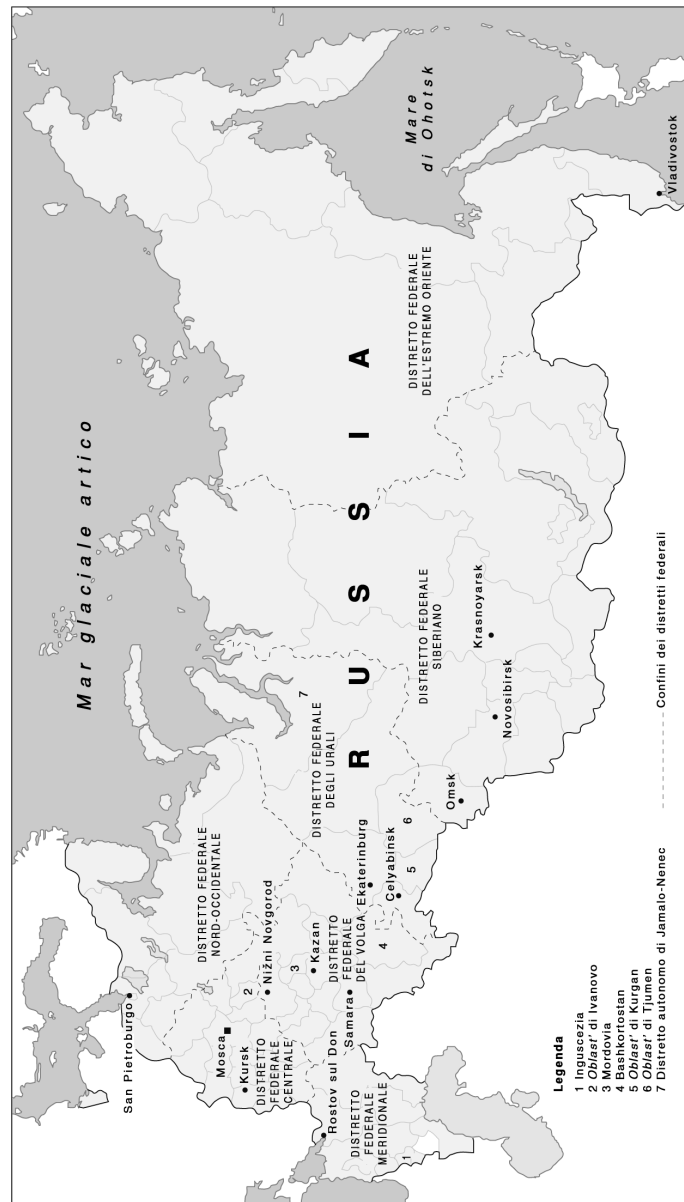 Mar glaciale artico
Mare
di Ohotsk
RUSSIA
San Pietroburgo
DISTRETTO FEDERALE
NORD-OCCIDENTALE
Mosca
Kursk
DISTRETTO
FEDERALE
CENTRALE
2
Nižni Novgorod
3
Kazan
DISTRETTO
FEDERALE
DEL VOLGA
Samara
Rostov sul Don
DISTRETTO
FEDERALE
MERIDIONALE
1
4
7
DISTRETTO FEDERALE
DEGLI URALI
Ekaterinburg
Celyabinsk
5
6
Omsk
DISTRETTO FEDERALE
SIBERIANO
Novosibirsk
Krasnoyarsk
DISTRETTO FEDERALE
DELL'ESTREMO ORIENTE
Vladivostok
Legenda
1 Inguscezia
2 Oblast' di Ivanovo
3 Mordovia
4 Bashkortostan
5 Oblast' di Kurgan
6 Oblast' di Tjumen
7 Distretto autonomo di Jamalo-Nenec
Confini dei distretti federali